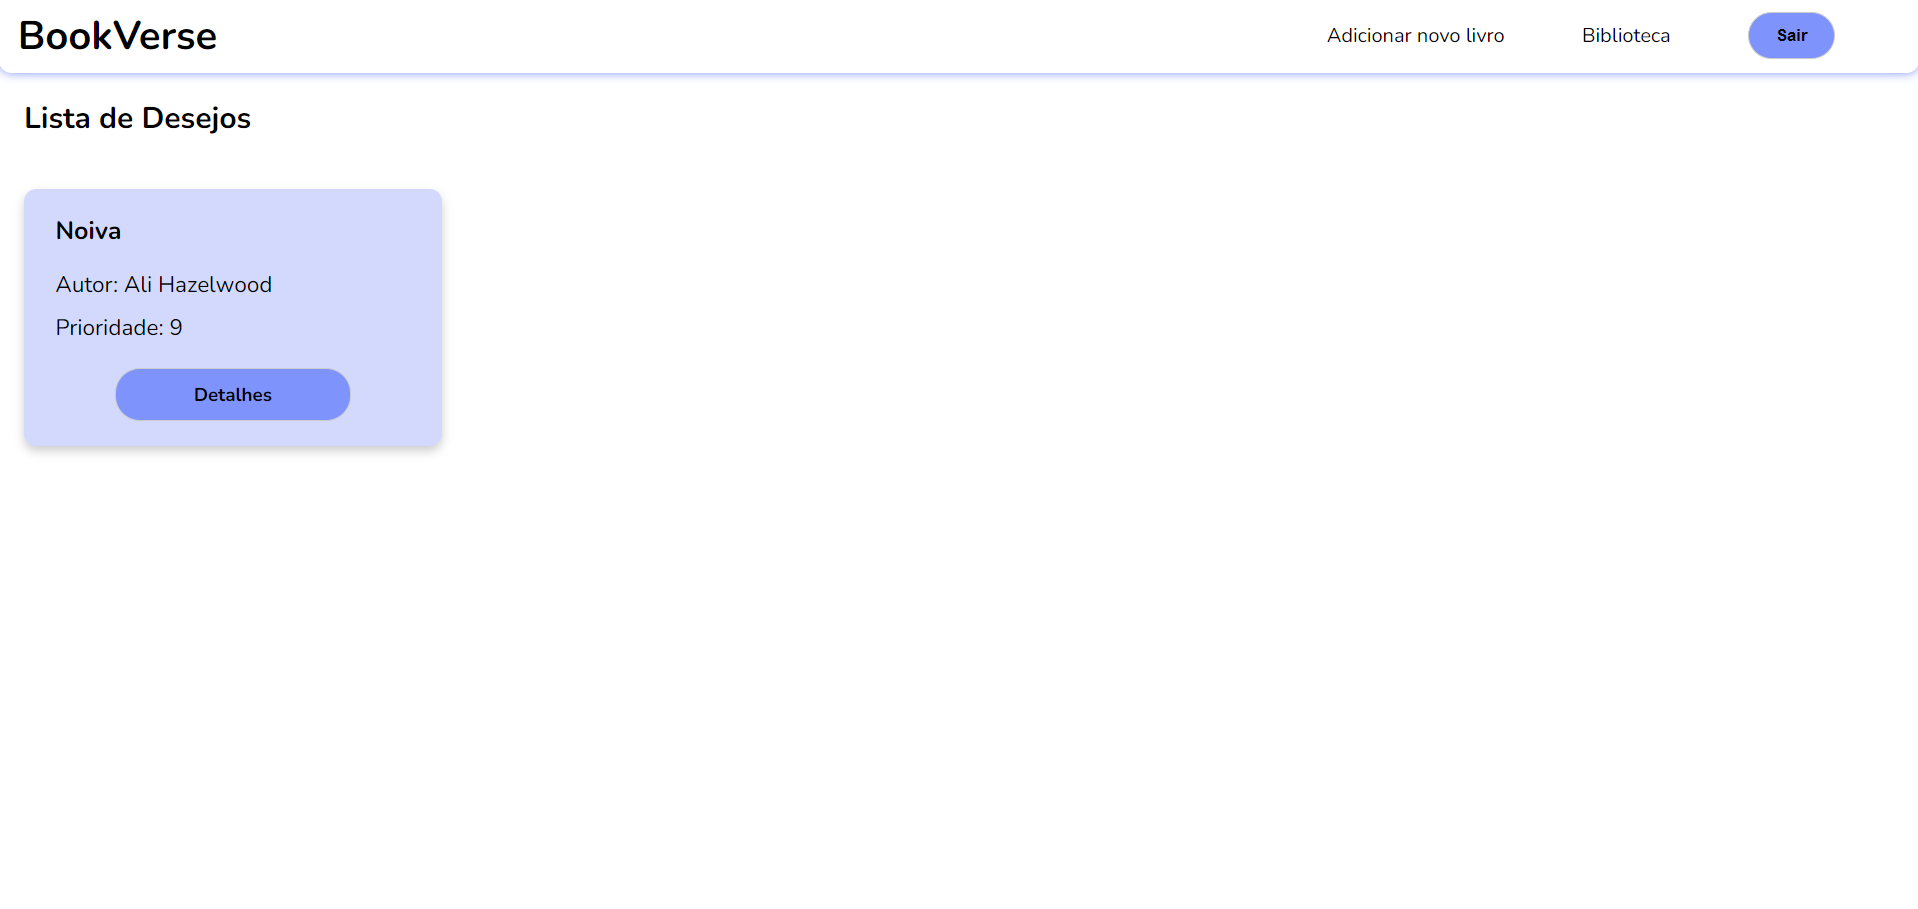 BookVerse
Adicionar novo livro
Biblioteca
Sair
Lista de Desejos
Noiva
Autor: Ali Hazelwood
Prioridade: 9
Detalhes